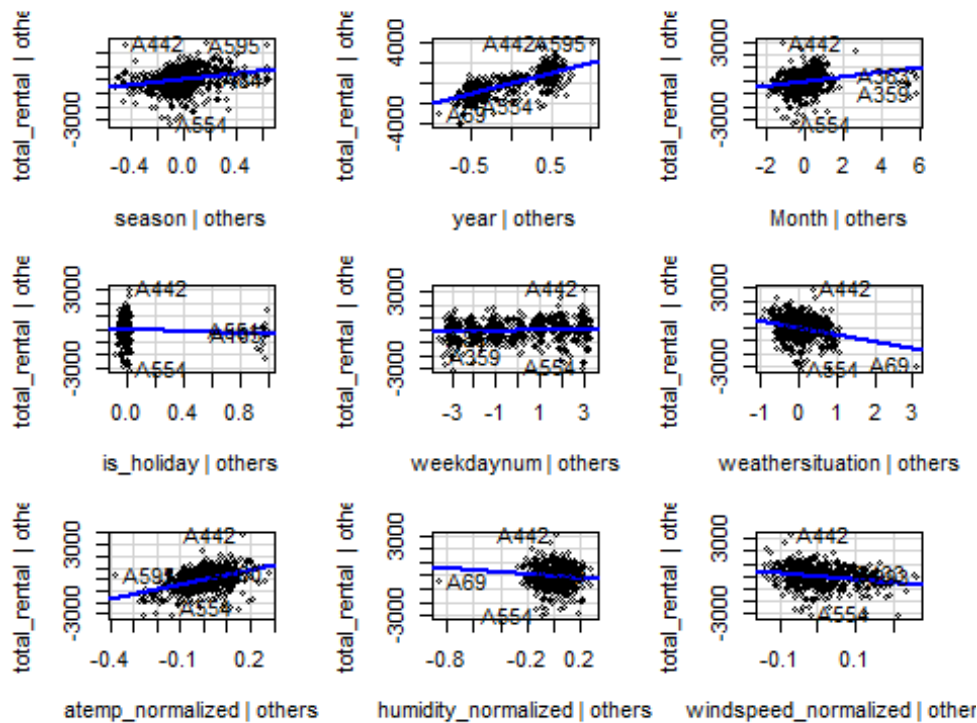 total_rental | othe
3000
-3000
A442
A595
A554
-0.4 0.0 0.4
season | others
total_rental | othe
4000
-4000
A442
A595
A69
A554
-0.5 0.5
year | others
total_rental | othe
3000
-3000
A442
A363
A359
A554
-2 0 2 4 6
Month | others
total_rental | othe
3000
-3000
A442
A554
0.0 0.4 0.8
is_holiday | others
total_rental | othe
3000
-3000
A442
A359
A554
-3 -1 1 3
weekdaynum | others
total_rental | othe
3000
-3000
A442
A554
A69
-1 0 1 2 3
weathersituation | others
total_rental | othe
3000
-3000
A442
A595
A554
-0.4 -0.1 0.2
atemp_normalized | others
total_rental | othe
3000
-3000
A442
A69
A554
-0.8 -0.2 0.2
humidity_normalized | others
total_rental | othe
3000
-3000
A442
A554
-0.1 0.1
windspeed_normalized | other